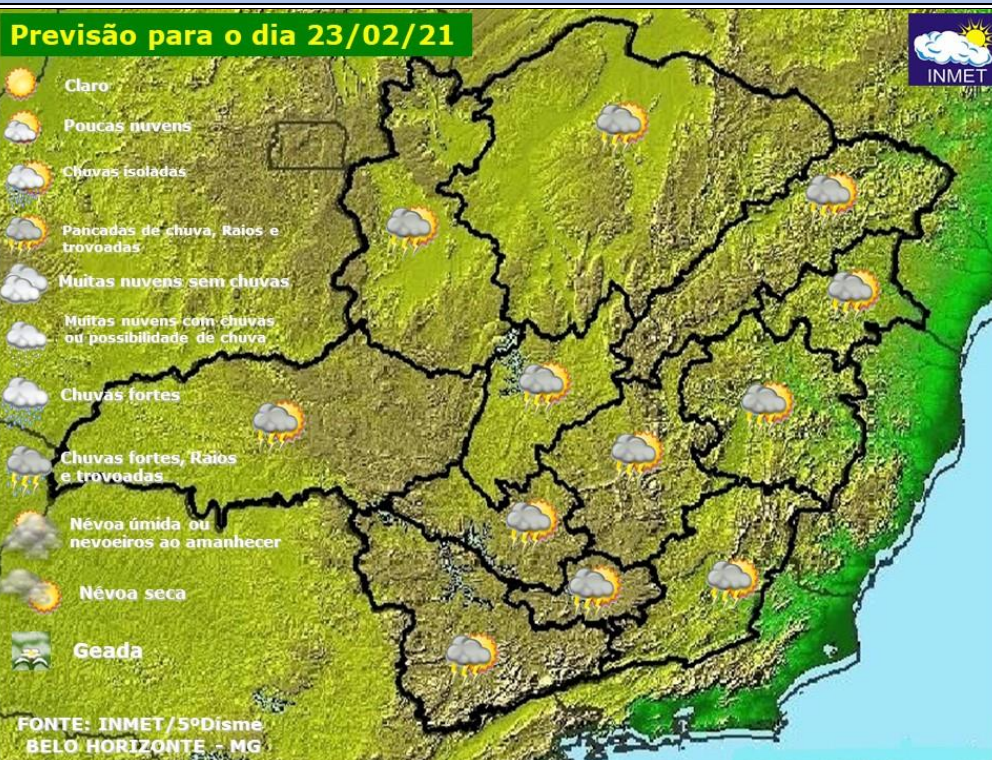 Previsão para o dia 23/02/21
INMET
Claro
Poucas nuvens
Chuvas isoladas
Pancadas de chuva, Raios e
trovoadas
Muitas nuvens sem chuvas
Muitas nuvens com chuvas
ou possibilidade de chuva
Chuvas fortes
Chuvas fortes, Raios
e trovoadas
Névoa úmida ou
nevoeiros ao amanhecer
Névoa seca
Geada
FONTE: INMET/5ºDisme
BELO HORIZONTE - MG